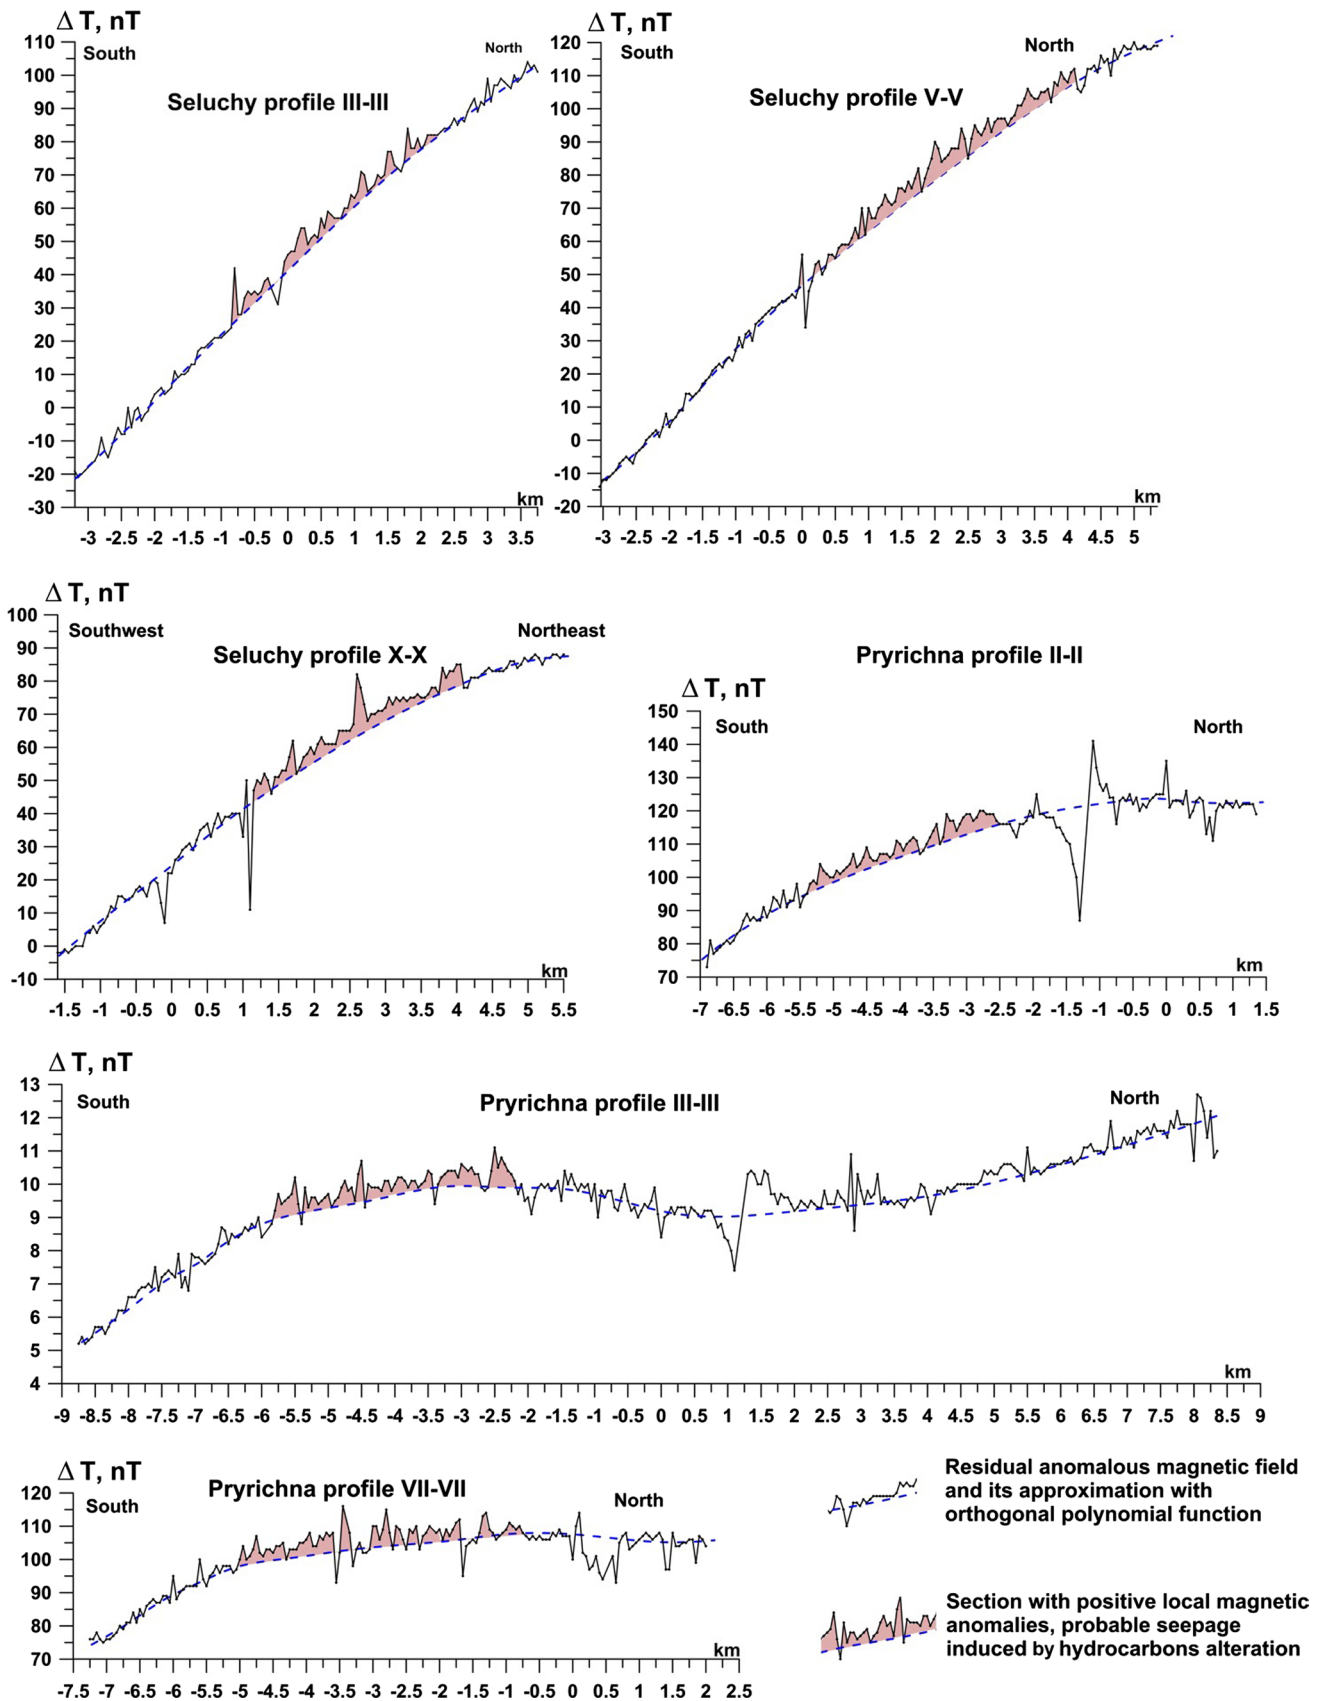 Δ T, nT
South
North
Seluchy profile III-III
110
100
90
80
70
60
50
40
30
20
10
0
-10
-20
-30
km
-3 -2.5 -2 -1.5 -1 -0.5 0 0.5 1 1.5 2 2.5 3 3.5
Δ T, nT
South
North
Seluchy profile V-V
120
110
100
90
80
70
60
50
40
30
20
10
0
-10
-20
km
-3 -2.5 -2 -1.5 -1 -0.5 0 0.5 1 1.5 2 2.5 3 3.5 4 4.5 5
Δ T, nT
Southwest
Northeast
Seluchy profile X-X
100
90
80
70
60
50
40
30
20
10
0
-10
km
-1.5 -1 -0.5 0 0.5 1 1.5 2 2.5 3 3.5 4 4.5 5 5.5
Pryrichna profile II-II
Δ T, nT
South
North
150
140
130
120
110
100
90
80
70
km
-7 -6.5 -6 -5.5 -5 -4.5 -4 -3.5 -3 -2.5 -2 -1.5 -1 -0.5 0 0.5 1 1.5
Δ T, nT
South
Pryrichna profile III-III
North
13
12
11
10
9
8
7
6
5
4
km
-9 -8.5 -8 -7.5 -7 -6.5 -6 -5.5 -5 -4.5 -4 -3.5 -3 -2.5 -2 -1.5 -1 -0.5 0 0.5 1 1.5 2 2.5 3 3.5 4 4.5 5 5.5 6 6.5 7 7.5 8 8.5 9
Δ T, nT
Pryrichna profile VII-VII
South
North
120
110
100
90
80
70
km
-7.5 -7 -6.5 -6 -5.5 -5 -4.5 -4 -3.5 -3 -2.5 -2 -1.5 -1 -0.5 0 0.5 1 1.5 2 2.5
Residual anomalous magnetic field
and its approximation with
orthogonal polynomial function
Section with positive local magnetic
anomalies, probable seepage
induced by hydrocarbons alteration